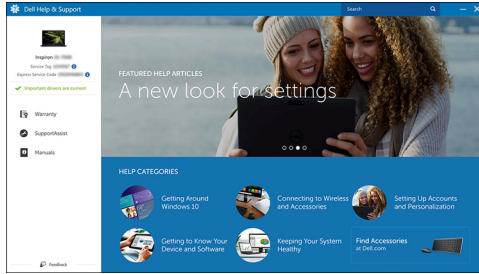 Dell Help & Support
Search
Inspiron
Service Tag
Express Service Code
Important drivers are current
Warranty
SupportAssist
Manuals
Feedback
FEATURED HELP ARTICLES
A new look for settings
HELP CATEGORIES
Getting Around
Windows 10
Connecting to Wireless
and Accessories
Setting Up Accounts
and Personalization
Getting to Know Your
Device and Software
Keeping Your System
Healthy
Find Accessories
at Dell.com